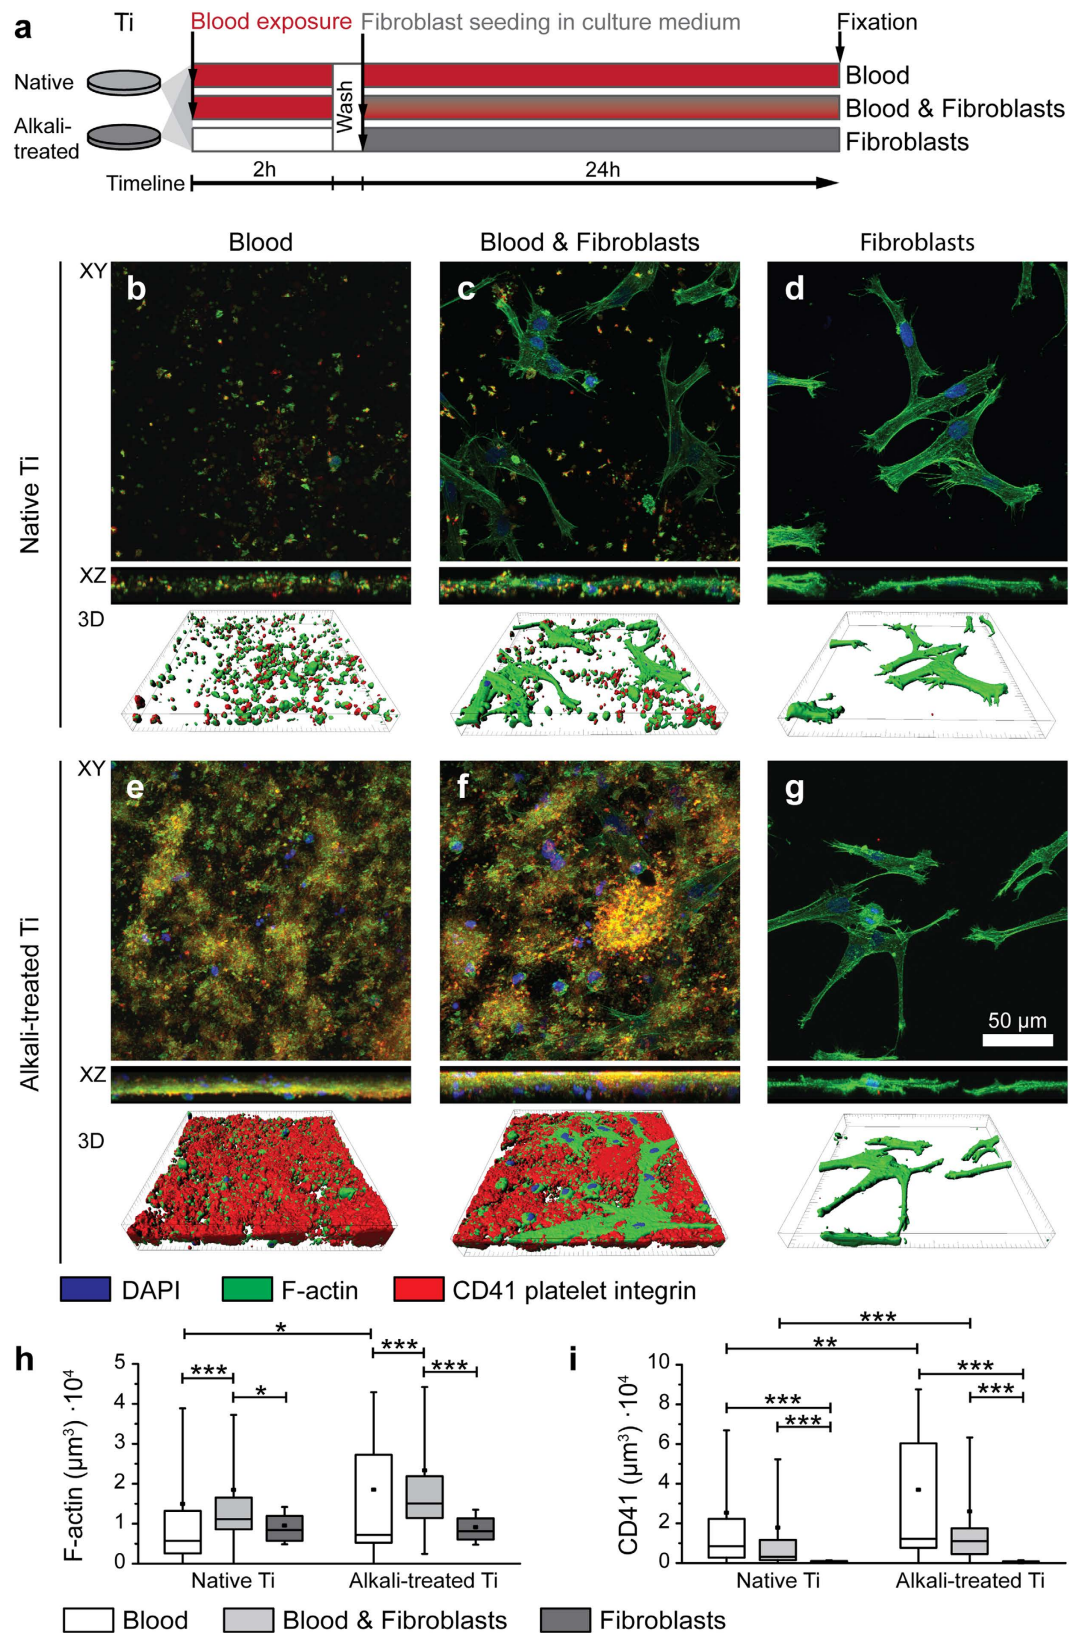 a
Ti
Blood exposure
Fibroblast seeding in culture medium
Fixation
Native
Alkali-
treated
Wash
Blood
Blood & Fibroblasts
Fibroblasts
Timeline
2h
24h
Blood
Blood & Fibroblasts
Fibroblasts
Native Ti
XY
b
c
d
XZ
3D
Alkali-treated Ti
XY
e
f
g
50 µm
XZ
3D
DAPI
F-actin
CD41 platelet integrin
h
F-actin (µm³) ·10⁴
5
4
3
2
1
0
*
***
*
***
***
Native Ti
Alkali-treated Ti
i
CD41 (µm³) ·10⁴
10
8
6
4
2
0
***
**
***
***
***
***
Native Ti
Alkali-treated Ti
Blood
Blood & Fibroblasts
Fibroblasts